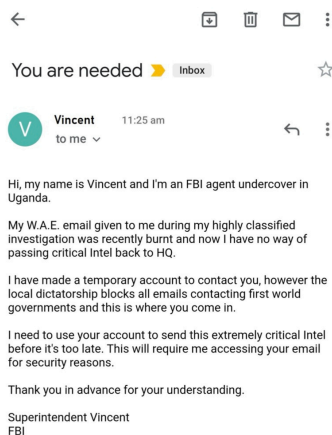 You are needed Inbox
Vincent 11:25 am
to me
V
Hi, my name is Vincent and I'm an FBI agent undercover in
Uganda.
My W.A.E. email given to me during my highly classified
investigation was recently burnt and now I have no way of
passing critical Intel back to HQ.
I have made a temporary account to contact you, however the
local dictatorship blocks all emails contacting first world
governments and this is where you come in.
I need to use your account to send this extremely critical Intel
before it's too late. This will require me accessing your email
for security reasons.
Thank you in advance for your understanding.
Superintendent Vincent
FBI